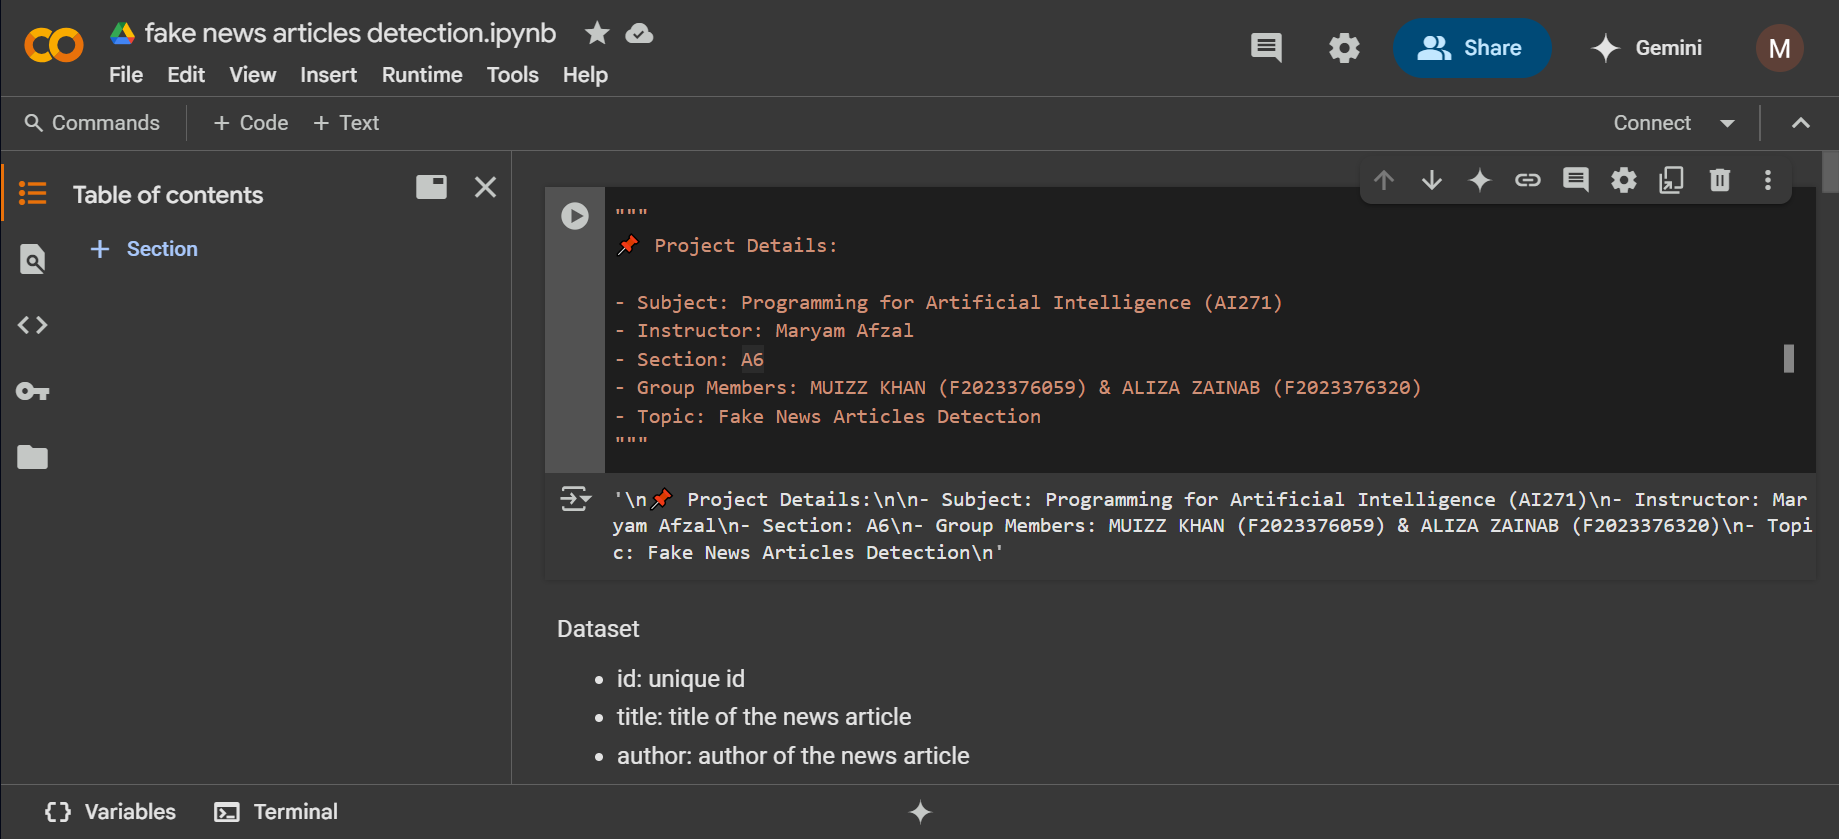 fake news articles detection.ipynb
File Edit View Insert Runtime Tools Help
Share
Gemini
M
Commands + Code + Text
Connect
Table of contents
+ Section
"""
📌 Project Details:
- Subject: Programming for Artificial Intelligence (AI271)
- Instructor: Maryam Afzal
- Section: A6
- Group Members: MUIZZ KHAN (F2023376059) & ALIZA ZAINAB (F2023376320)
- Topic: Fake News Articles Detection
"""
'\n📌 Project Details:\n\n- Subject: Programming for Artificial Intelligence (AI271)\n- Instructor: Mar
yam Afzal\n- Section: A6\n- Group Members: MUIZZ KHAN (F2023376059) & ALIZA ZAINAB (F2023376320)\n- Topi
c: Fake News Articles Detection\n'
Dataset
• id: unique id
• title: title of the news article
• author: author of the news article
Variables Terminal